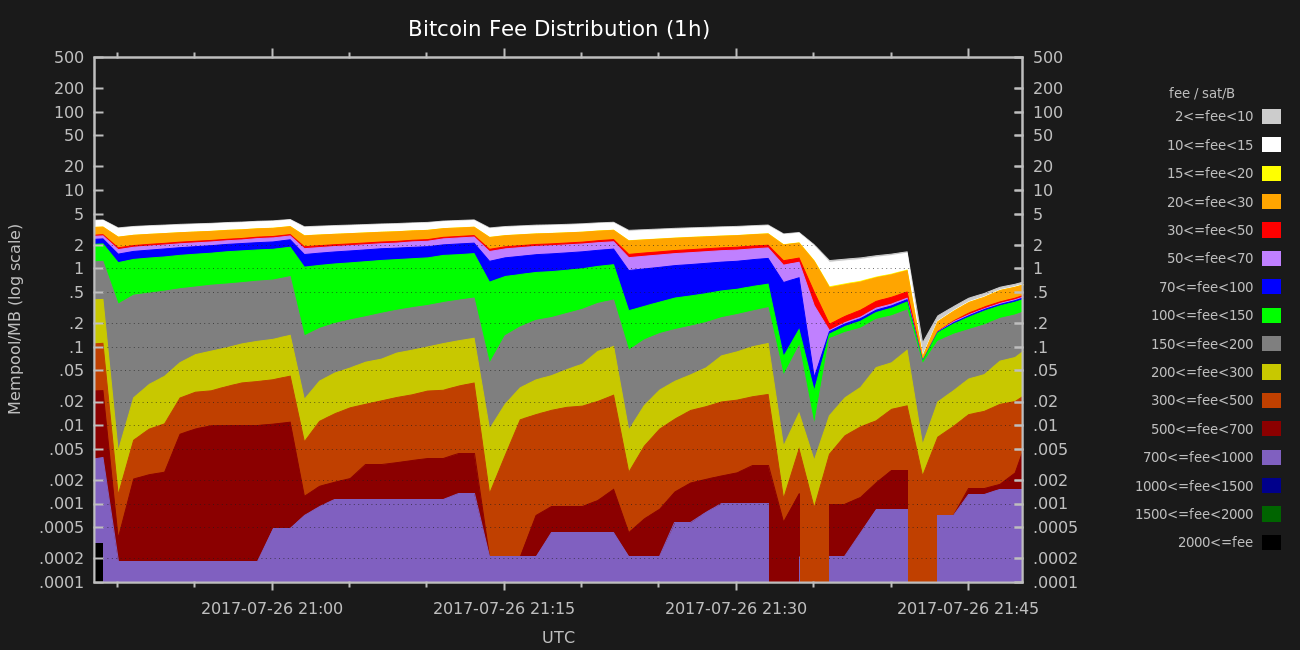 Bitcoin Fee Distribution (1h)
500 500
200 200
100 100
50 50
20 20
10 10
5 5
2 2
1 1
.5 .5
.2 .2
.1 .1
.05 .05
.02 .02
.01 .01
.005 .005
.002 .002
.001 .001
.0005 .0005
.0002 .0002
.0001 .0001
Mempool/MB (log scale)
2017-07-26 21:00 2017-07-26 21:15 2017-07-26 21:30 2017-07-26 21:45
UTC
fee / sat/B
2<=fee<10
10<=fee<15
15<=fee<20
20<=fee<30
30<=fee<50
50<=fee<70
70<=fee<100
100<=fee<150
150<=fee<200
200<=fee<300
300<=fee<500
500<=fee<700
700<=fee<1000
1000<=fee<1500
1500<=fee<2000
2000<=fee